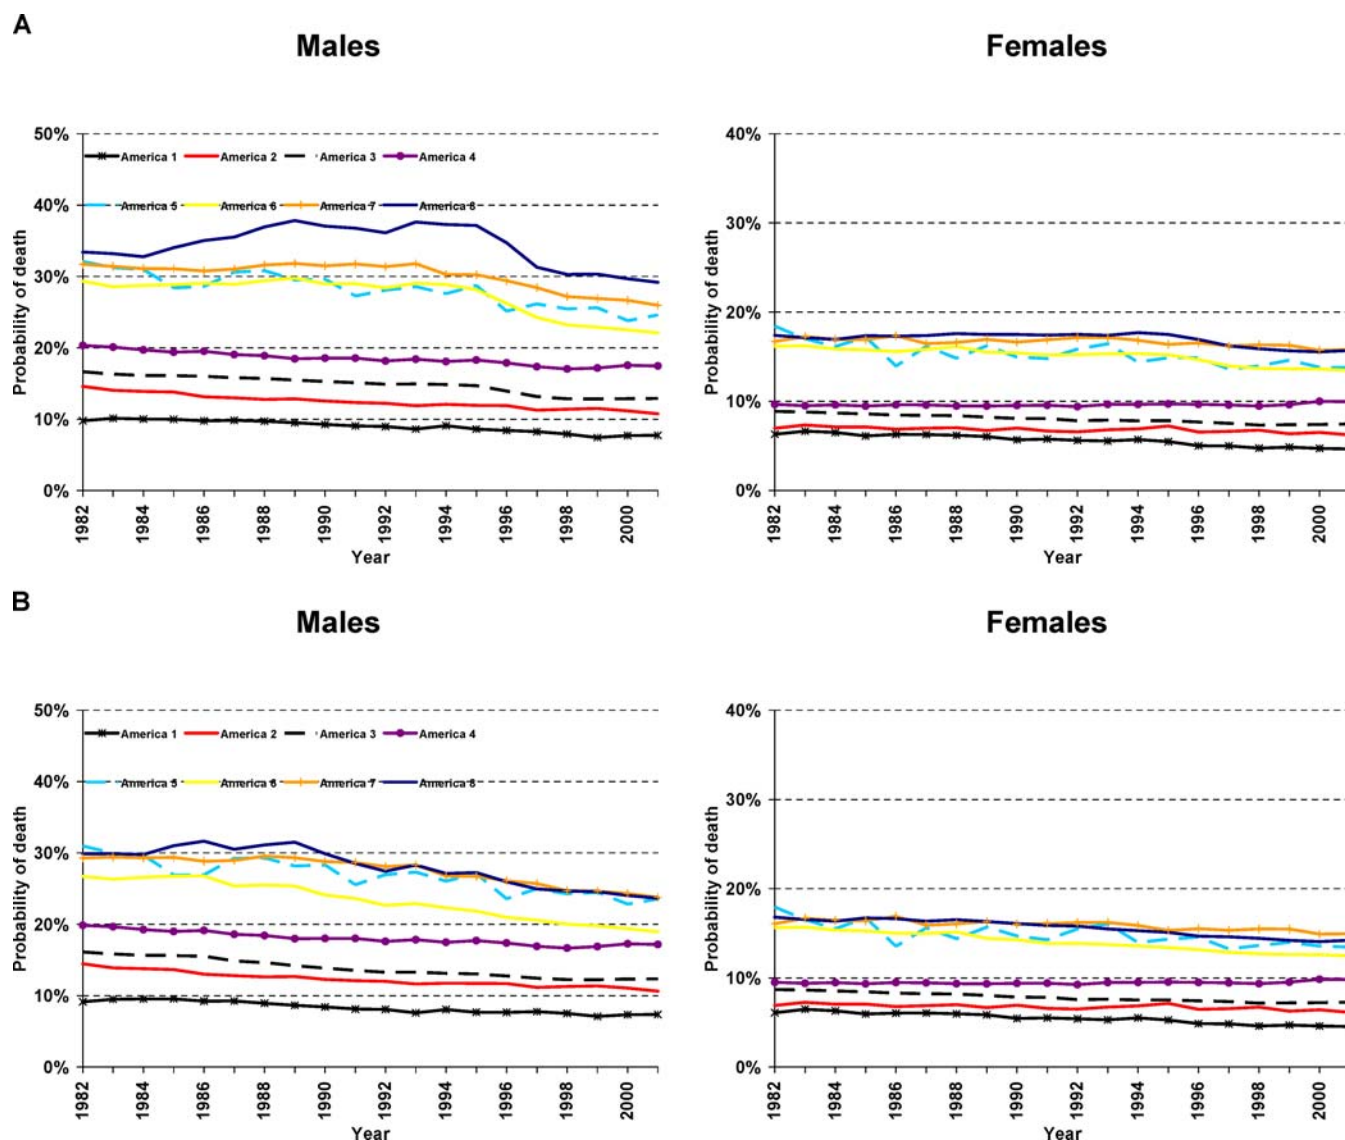 A
Males
Females
50%
40%
30%
20%
10%
0%
Probability of death
America 1
America 2
America 3
America 4
America 5
America 6
America 7
America 8
1982
1984
1986
1988
1990
1992
1994
1996
1998
2000
Year
40%
30%
20%
10%
0%
Probability of death
1982
1984
1986
1988
1990
1992
1994
1996
1998
2000
Year
B
Males
Females
50%
40%
30%
20%
10%
0%
Probability of death
America 1
America 2
America 3
America 4
America 5
America 6
America 7
America 8
1982
1984
1986
1988
1990
1992
1994
1996
1998
2000
Year
40%
30%
20%
10%
0%
Probability of death
1982
1984
1986
1988
1990
1992
1994
1996
1998
2000
Year